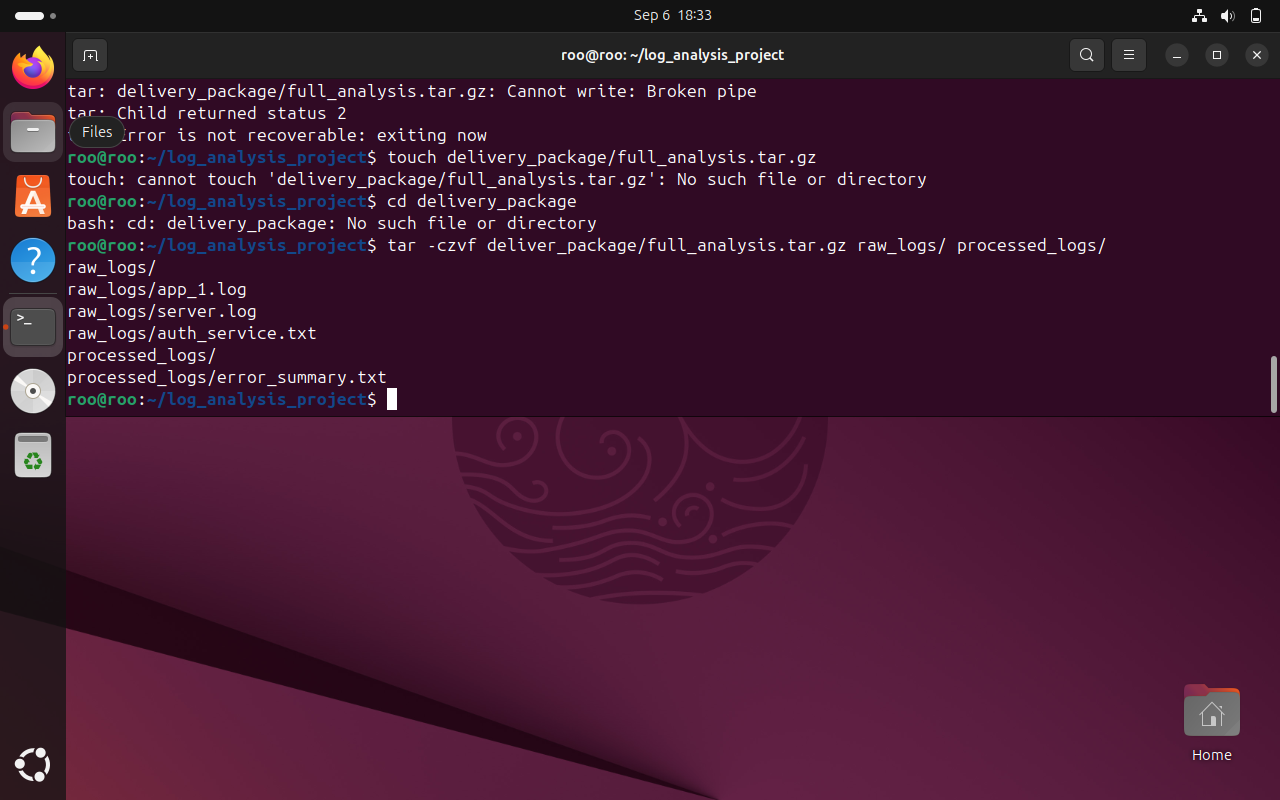 Sep 6 18:33
roo@roo: ~/log_analysis_project
tar: delivery_package/full_analysis.tar.gz: Cannot write: Broken pipe
tar: Child returned status 2
Error is not recoverable: exiting now
Files
roo@roo:~/log_analysis_project$ touch delivery_package/full_analysis.tar.gz
touch: cannot touch 'delivery_package/full_analysis.tar.gz': No such file or directory
roo@roo:~/log_analysis_project$ cd delivery_package
bash: cd: delivery_package: No such file or directory
roo@roo:~/log_analysis_project$ tar -czvf deliver_package/full_analysis.tar.gz raw_logs/ processed_logs/
raw_logs/
raw_logs/app_1.log
raw_logs/server.log
raw_logs/auth_service.txt
processed_logs/
processed_logs/error_summary.txt
roo@roo:~/log_analysis_project$
Home